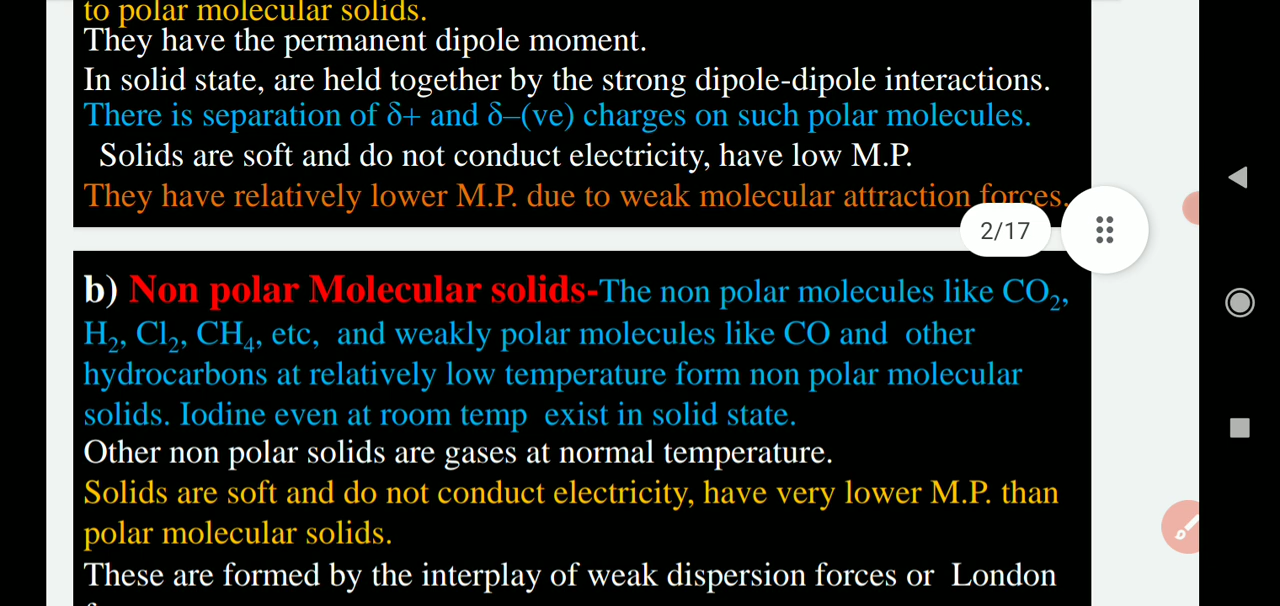 to polar molecular solids.
They have the permanent dipole moment.
In solid state, are held together by the strong dipole-dipole interactions.
There is separation of δ+ and δ–(ve) charges on such polar molecules.
Solids are soft and do not conduct electricity, have low M.P.
They have relatively lower M.P. due to weak molecular attraction forces.
2/17
b) Non polar Molecular solids-The non polar molecules like CO₂,
H₂, Cl₂, CH₄, etc, and weakly polar molecules like CO and other
hydrocarbons at relatively low temperature form non polar molecular
solids. Iodine even at room temp exist in solid state.
Other non polar solids are gases at normal temperature.
Solids are soft and do not conduct electricity, have very lower M.P. than
polar molecular solids.
These are formed by the interplay of weak dispersion forces or London